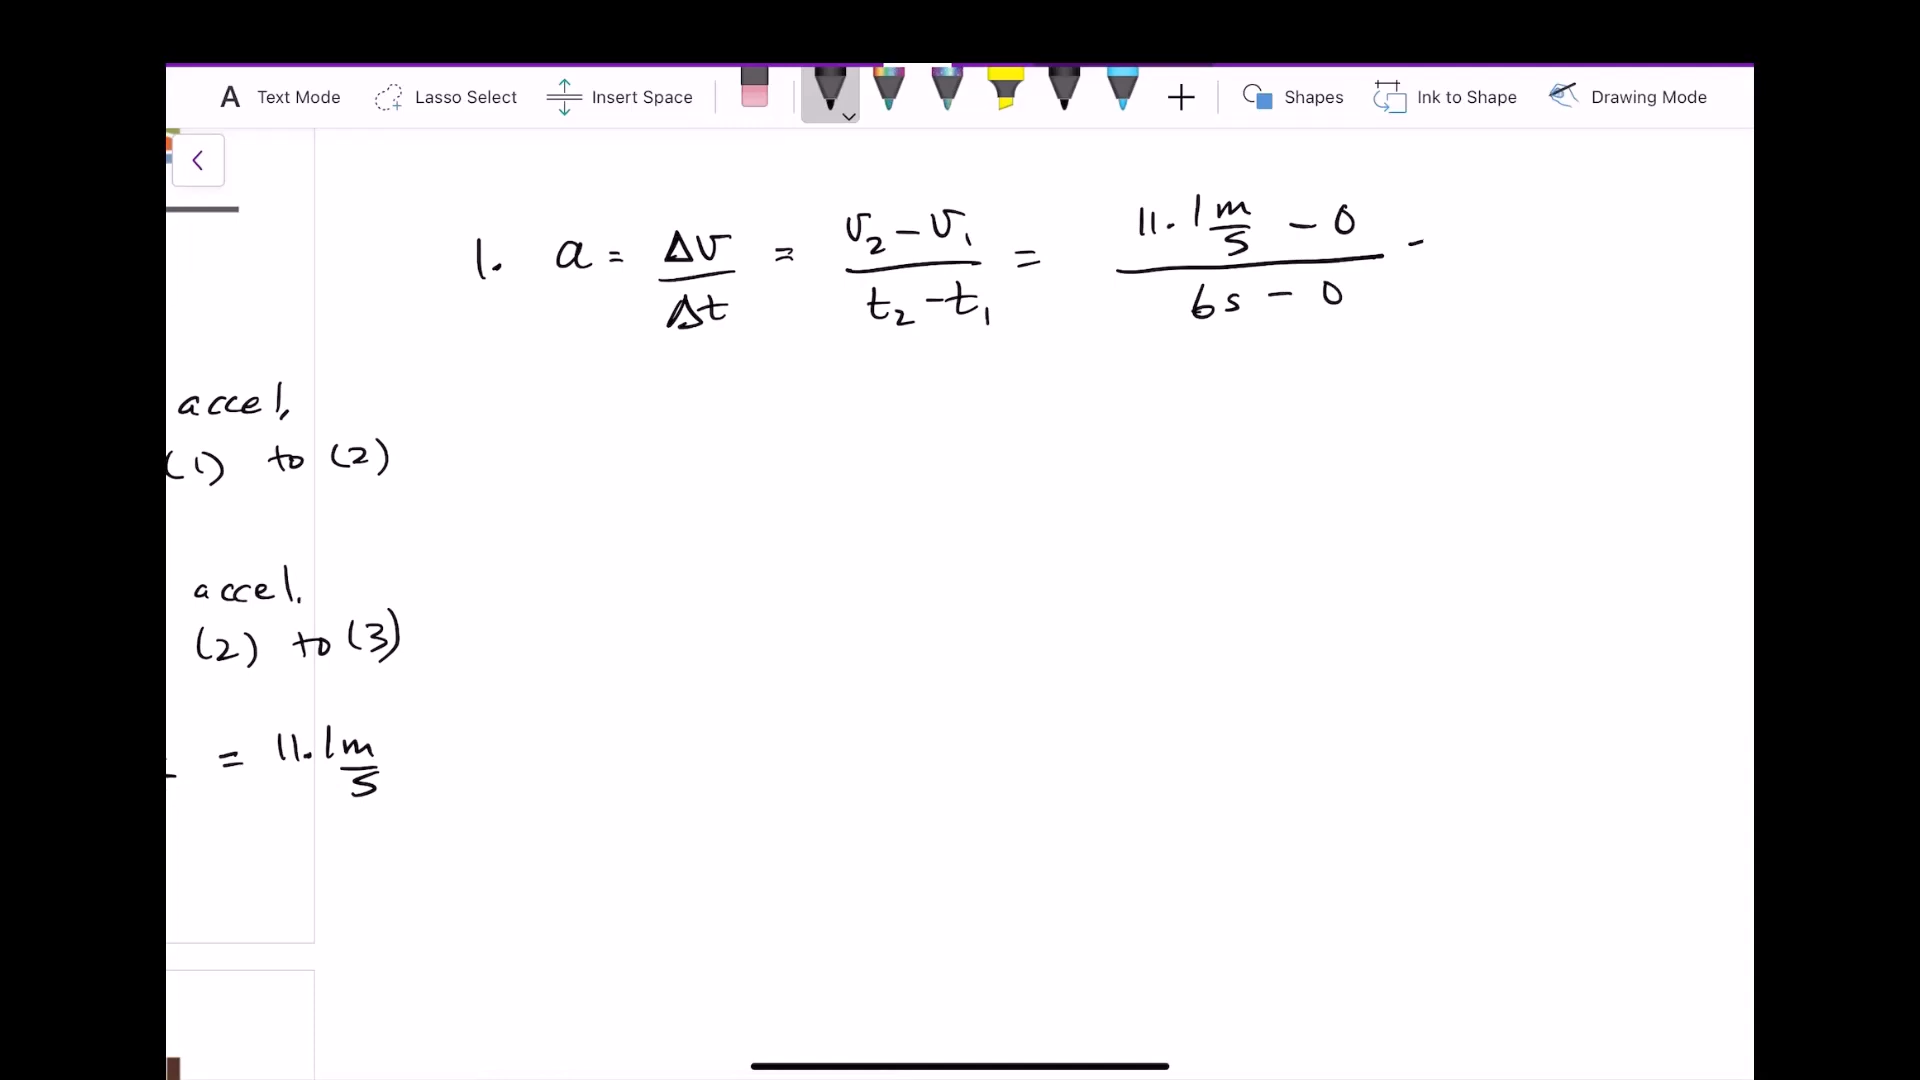 A Text Mode Lasso Select Insert Space Shapes Ink to Shape Drawing Mode
1. a = Δv/Δt = (v₂ - v₁)/(t₂ - t₁) = (11.1 m/s - 0)/(6s - 0) -
accel.
(1) to (2)
accel.
(2) to (3)
= 11.1 m/s